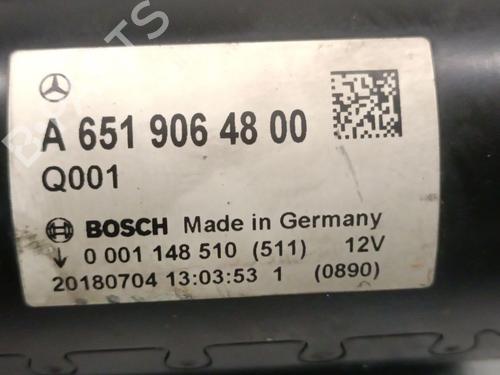 A 651 906 48 00
Q001
BOSCH Made in Germany
0 001 148 510 (511) 12V
20180704 13:03:53 1 (0890)